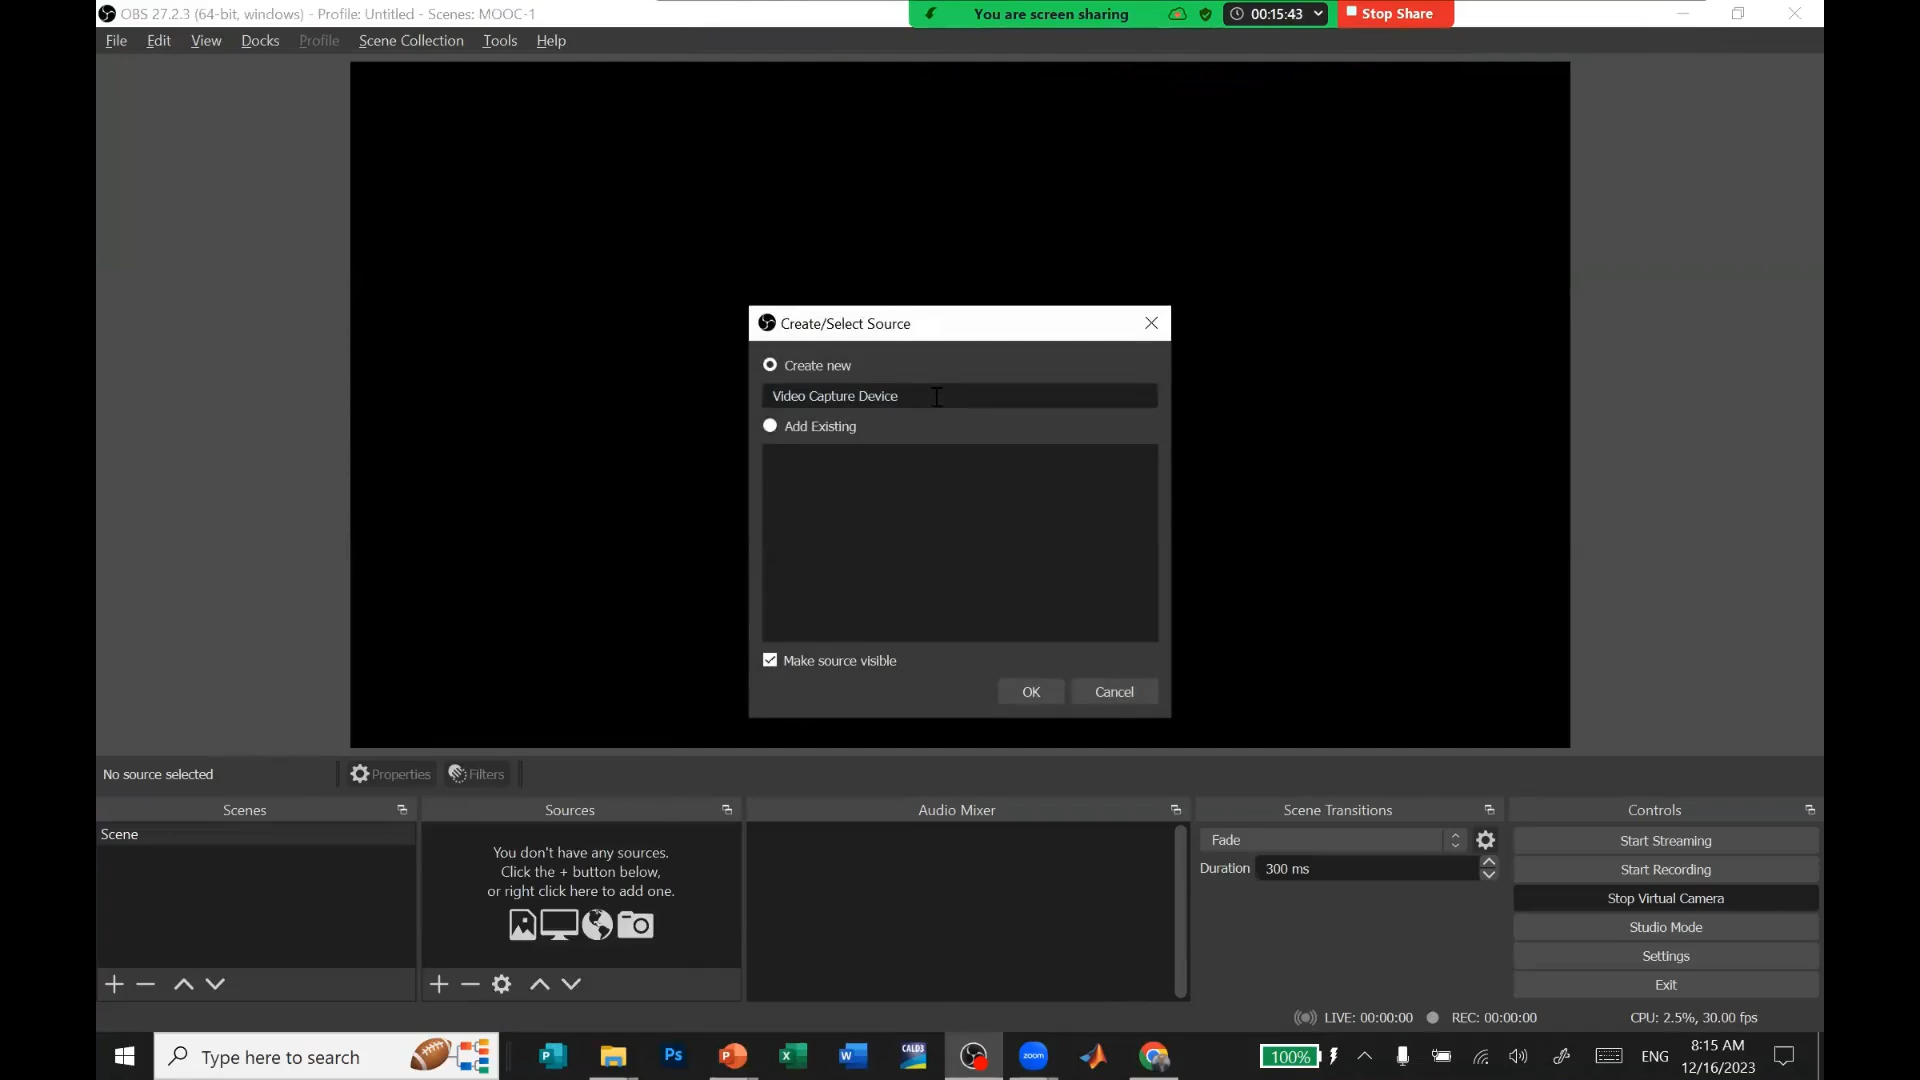 OBS 27.2.3 (64-bit, windows) - Profile: Untitled - Scenes: MOOC-1
You are screen sharing
00:15:43
Stop Share
File Edit View Docks Profile Scene Collection Tools Help
Create/Select Source
Create new
Video Capture Device
Add Existing
Make source visible
OK Cancel
No source selected
Properties
Filters
Scenes
Sources
Audio Mixer
Scene Transitions
Controls
Scene
You don't have any sources.
Click the + button below,
or right click here to add one.
Fade
Duration 300 ms
Start Streaming
Start Recording
Stop Virtual Camera
Studio Mode
Settings
Exit
LIVE: 00:00:00
REC: 00:00:00
CPU: 2.5%, 30.00 fps
Type here to search
Ps
CALD3
zoom
100%
ENG
8:15 AM
12/16/2023